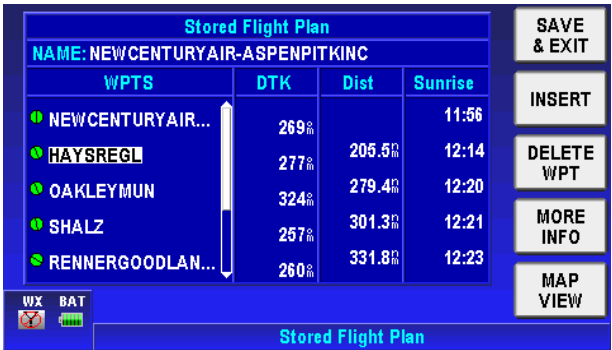 Stored Flight Plan
NAME: NEWCENTURYAIR-ASPENPITKINC
WPTS DTK Dist Sunrise
NEWCENTURYAIR... 11:56
269°m
HAYSREGL 205.5nm 12:14
277°m
OAKLEYMUN 279.4nm 12:20
324°m
SHALZ 301.3nm 12:21
257°m
RENNERGOODLAN... 331.8nm 12:23
260°m
SAVE
& EXIT
INSERT
DELETE
WPT
MORE
INFO
MAP
VIEW
WX BAT
Stored Flight Plan